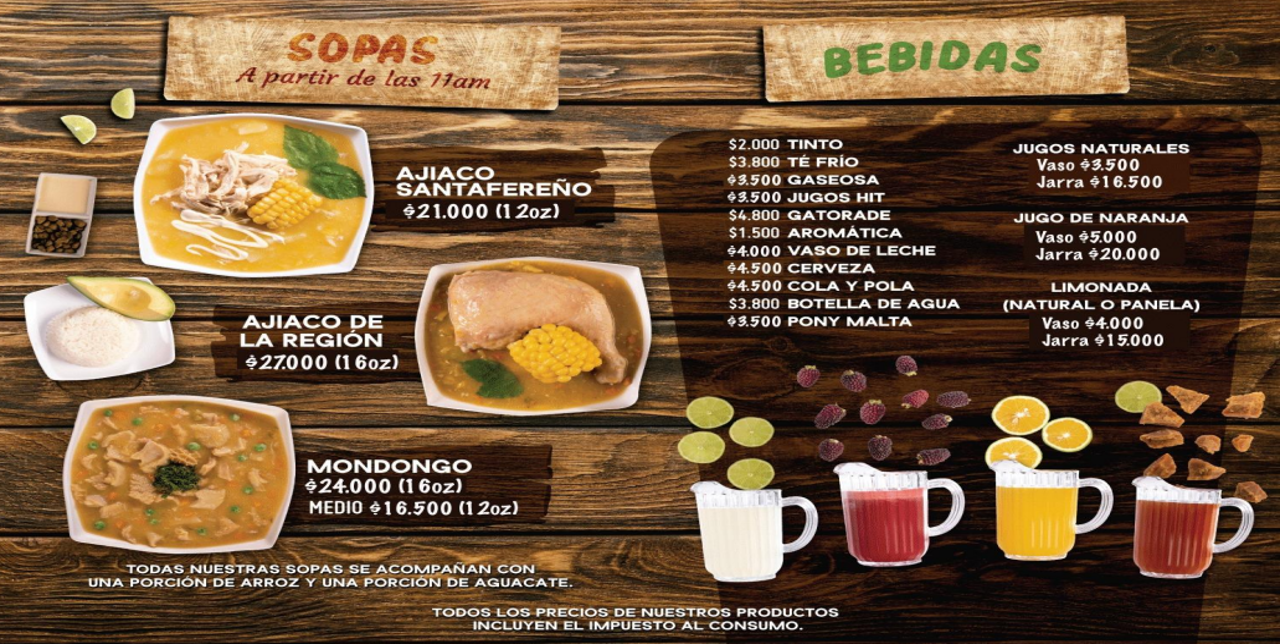 SOPAS
A partir de las 11am
AJIACO
SANTAFEREÑO
$21.000 (12oz)
AJIACO DE
LA REGIÓN
$27.000 (16oz)
MONDONGO
$24.000 (16oz)
MEDIO $16.500 (12oz)
TODAS NUESTRAS SOPAS SE ACOMPAÑAN CON
UNA PORCIÓN DE ARROZ Y UNA PORCIÓN DE AGUACATE.
BEBIDAS
$2.000 TINTO
$3.800 TÉ FRÍO
$3.500 GASEOSA
$3.500 JUGOS HIT
$4.800 GATORADE
$1.500 AROMÁTICA
$4.000 VASO DE LECHE
$4.500 CERVEZA
$4.500 COLA Y POLA
$3.800 BOTELLA DE AGUA
$3.500 PONY MALTA
JUGOS NATURALES
Vaso $3.500
Jarra $16.500
JUGO DE NARANJA
Vaso $5.000
Jarra $20.000
LIMONADA
(NATURAL O PANELA)
Vaso $4.000
Jarra $15.000
TODOS LOS PRECIOS DE NUESTROS PRODUCTOS
INCLUYEN EL IMPUESTO AL CONSUMO.